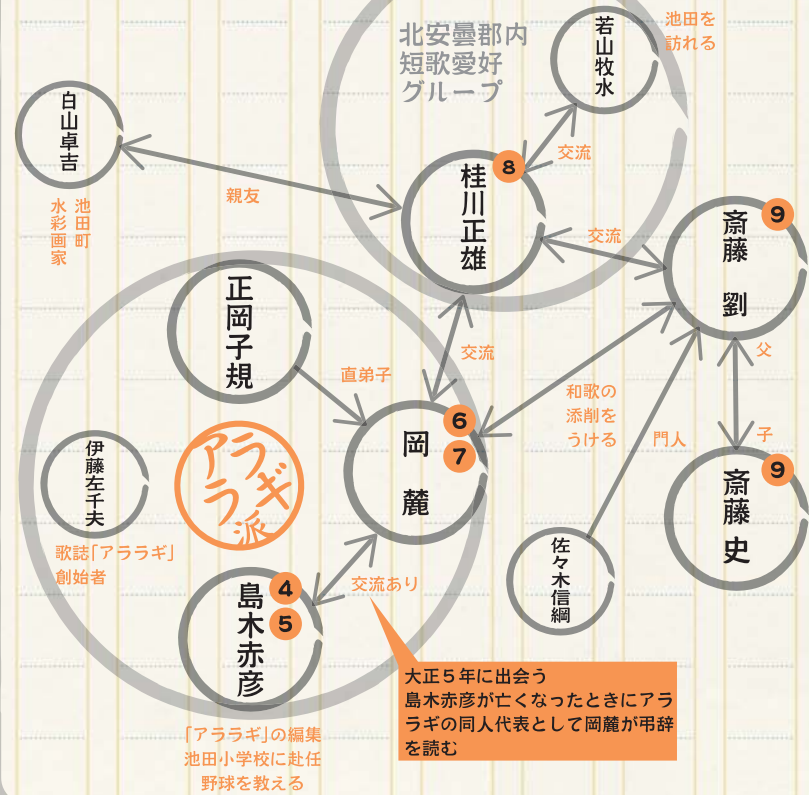 北安曇郡内
短歌愛好
グループ
若山牧水
池田を
訪れる
白山卓吉
池田町
水彩画家
親友
交流
桂川正雄
8
交流
斎藤 劉
9
正岡子規
直弟子
交流
和歌の
添削を
うける
門人
父
子
斎藤 史
9
伊藤左千夫
歌誌「アララギ」
創始者
アララギ派
岡 麓
6
7
佐々木信綱
島木赤彦
4
5
交流あり
「アララギ」の編集
池田小学校に赴任
野球を教える
大正5年に出会う
島木赤彦が亡くなったときにアラ
ラギの同人代表として岡麓が弔辞
を読む